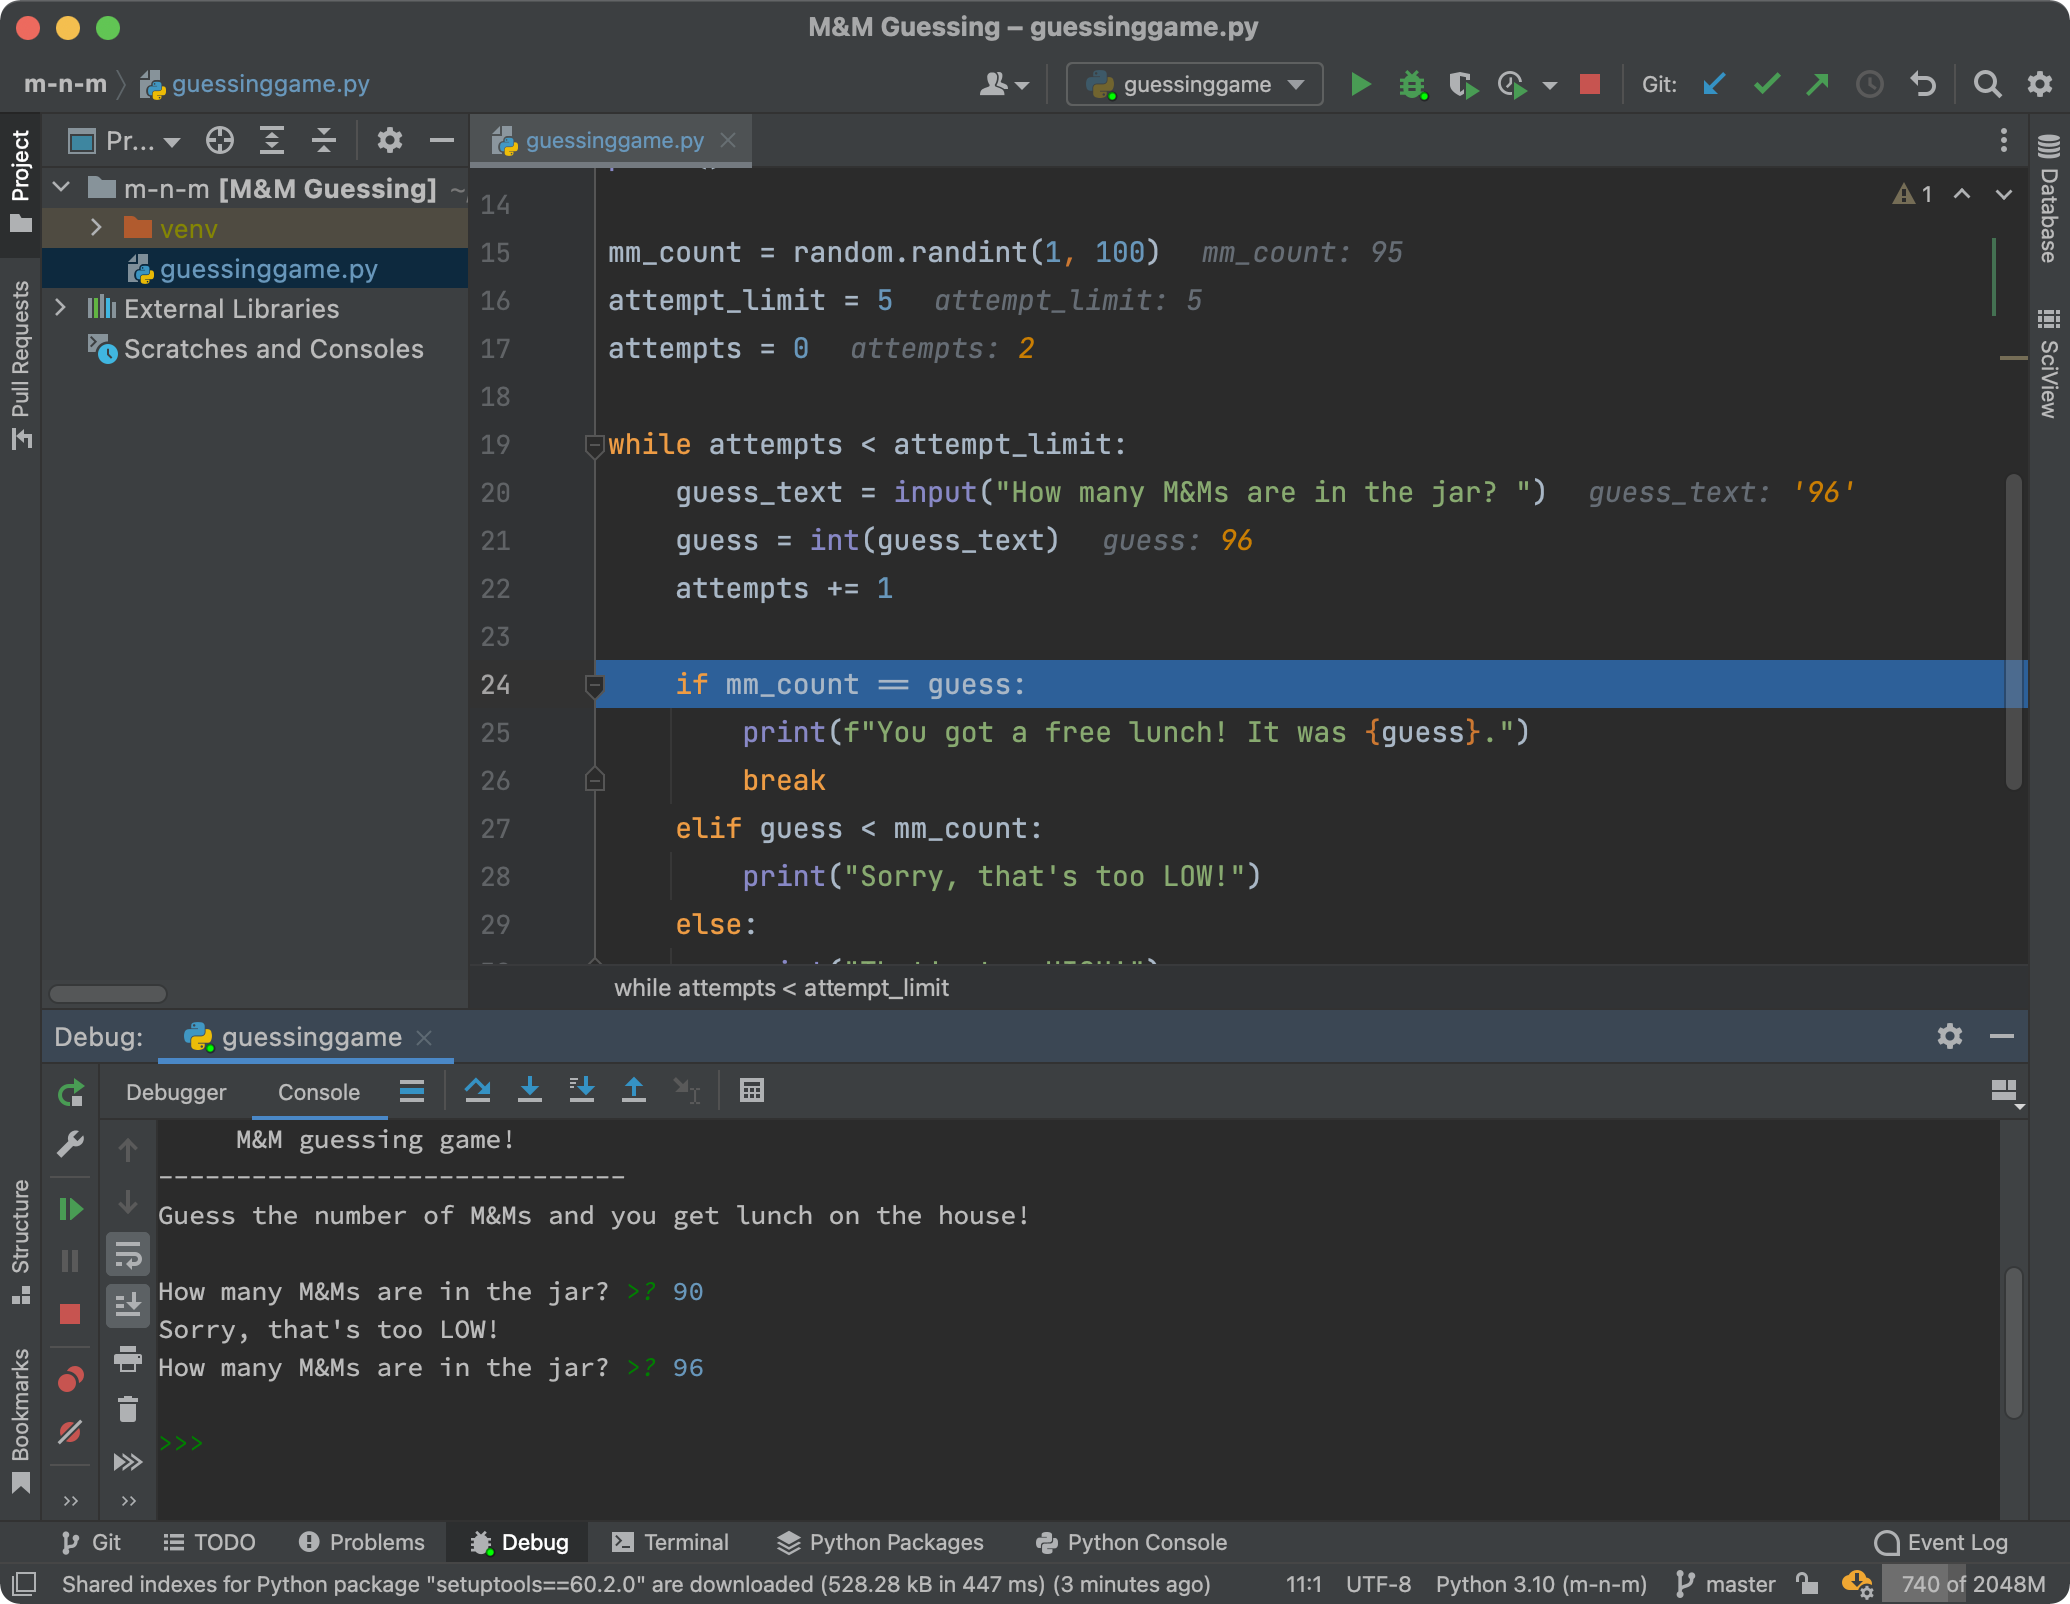 M&M Guessing – guessinggame.py
m-n-m guessinggame.py
guessinggame
Git:
Project
Pull Requests
Structure
Bookmarks
Pr...
m-n-m [M&M Guessing]
venv
guessinggame.py
External Libraries
Scratches and Consoles
guessinggame.py
1
14
15 mm_count = random.randint(1, 100) mm_count: 95
16 attempt_limit = 5 attempt_limit: 5
17 attempts = 0 attempts: 2
18
19 while attempts < attempt_limit:
20 guess_text = input("How many M&Ms are in the jar? ") guess_text: '96'
21 guess = int(guess_text) guess: 96
22 attempts += 1
23
24 if mm_count == guess:
25 print(f"You got a free lunch! It was {guess}.")
26 break
27 elif guess < mm_count:
28 print("Sorry, that's too LOW!")
29 else:
while attempts < attempt_limit
Database
SciView
Debug: guessinggame
Debugger Console
M&M guessing game!
------------------------------
Guess the number of M&Ms and you get lunch on the house!
How many M&Ms are in the jar? >? 90
Sorry, that's too LOW!
How many M&Ms are in the jar? >? 96
>>>
Git TODO Problems Debug Terminal Python Packages Python Console Event Log
Shared indexes for Python package "setuptools==60.2.0" are downloaded (528.28 kB in 447 ms) (3 minutes ago) 11:1 UTF-8 Python 3.10 (m-n-m) master 740 of 2048M